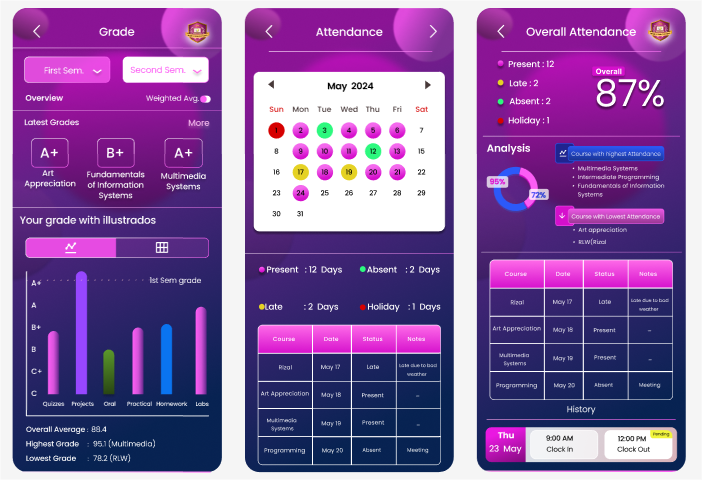 Grade
First Sem.
Second Sem.
Overview
Weighted Avg.
Latest Grades
More
A+
B+
A+
Art
Appreciation
Fundamentals
of Information
Systems
Multimedia
Systems
Your grade with illustrados
1st Sem grade
A+
A
B+
B
C+
C
Quizzes Projects Oral Practical Homework Labs
Overall Average : 88.4
Highest Grade : 95.1 (Multimedia)
Lowest Grade : 78.2 (RLW)
Attendance
May 2024
Sun Mon Tue Wed Thu Fri Sat
1 2 3 4 5 6 7
8 9 10 11 12 13 15
16 17 18 19 20 21 22
23 24 25 26 27 28 29
30 31
Present : 12 Days
Absent : 2 Days
Late : 2 Days
Holiday : 1 Days
Course Date Status Notes
Rizal May 17 Late Late due to bad
weather
Art Appreciation May 18 Present –
Multimedia
Systems May 19 Present –
Programming May 20 Absent Meeting
Overall Attendance
Present : 12
Late : 2
Absent : 2
Holiday : 1
Overall
87%
Analysis
95%
72%
Course with highest Attendance
• Multimedia Systems
• Intermediate Programming
• Fundamentals of Information
Systems
Course with Lowest Attendance
• Art appreciation
• RLW(Rizal
Course Date Status Notes
Rizal May 17 Late Late due to bad
weather
Art Appreciation May 18 Present –
Multimedia
Systems May 19 Present –
Programming May 20 Absent Meeting
History
Thu
23 May
9:00 AM
Clock In
12:00 PM
Clock Out
Pending